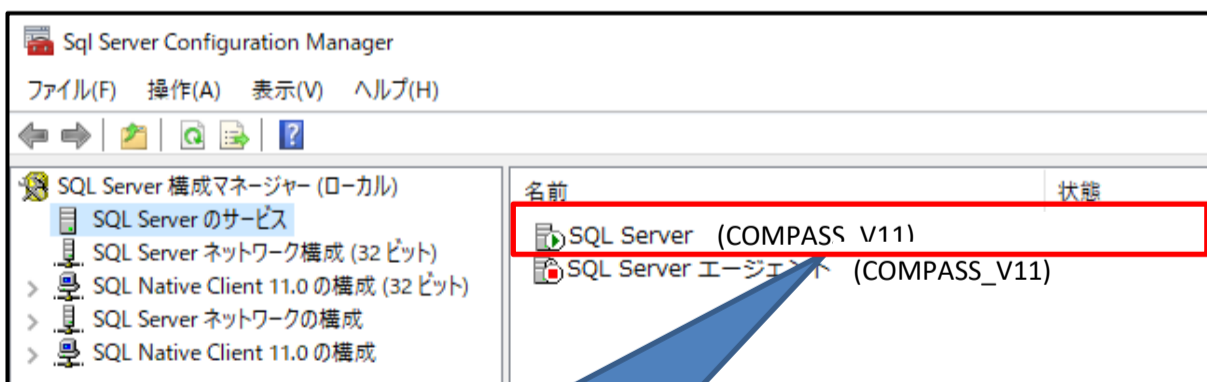 Sql Server Configuration Manager
ファイル(F) 操作(A) 表示(V) ヘルプ(H)
SQL Server 構成マネージャー (ローカル)
SQL Server のサービス
SQL Server ネットワーク構成 (32 ビット)
SQL Native Client 11.0 の構成 (32 ビット)
SQL Server ネットワークの構成
SQL Native Client 11.0 の構成
名前 状態
SQL Server (COMPASS_V11)
SQL Server エージェント (COMPASS_V11)